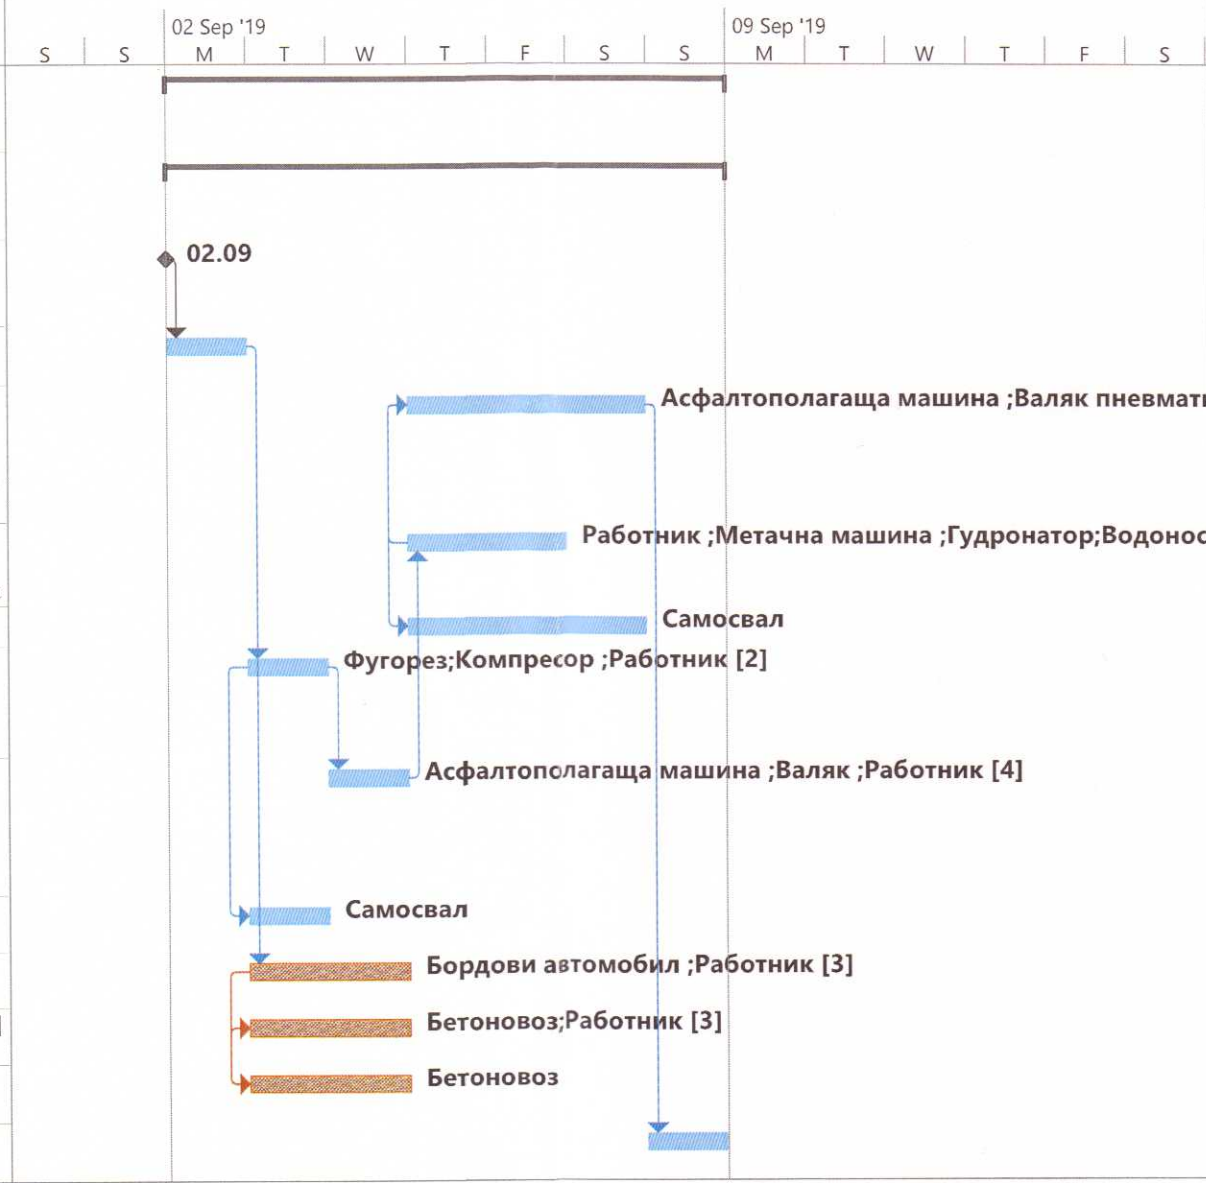 02 Sep '19 09 Sep '19
S S M T W T F S S M T W T F S
02.09
Асфалтополагаща машина ;Валяк
Работник ;Метачна машина ;Гудронатор;Водонос
Самосвал
Фугорез;Компресор ;Работник [2]
Асфалтополагаща машина ;Валяк ;Работник [4]
Самосвал
Бордови автомобил ;Работник [3]
Бетоновоз;Работник [3]
Бетоновоз